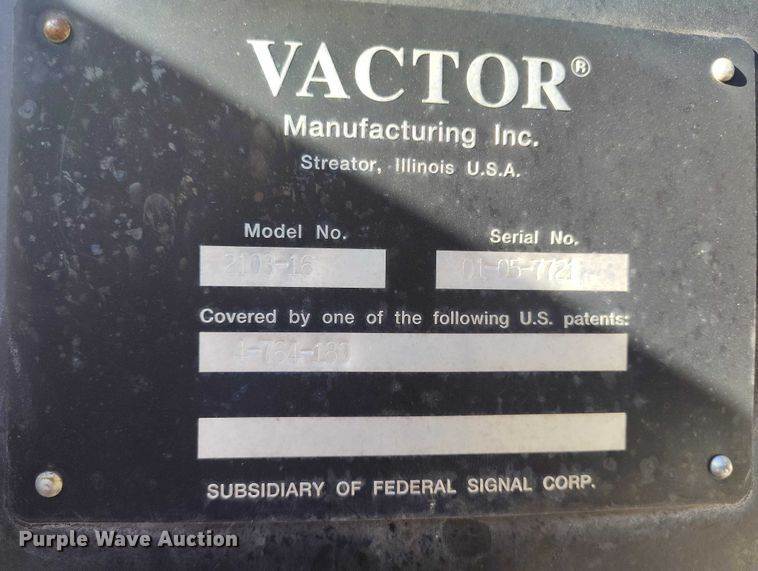 VACTOR®
Manufacturing Inc.
Streator, Illinois U.S.A.
Model No. Serial No.
2103-16
Covered by one of the following U.S. patents:
SUBSIDIARY OF FEDERAL SIGNAL CORP.
Purple Wave Auction